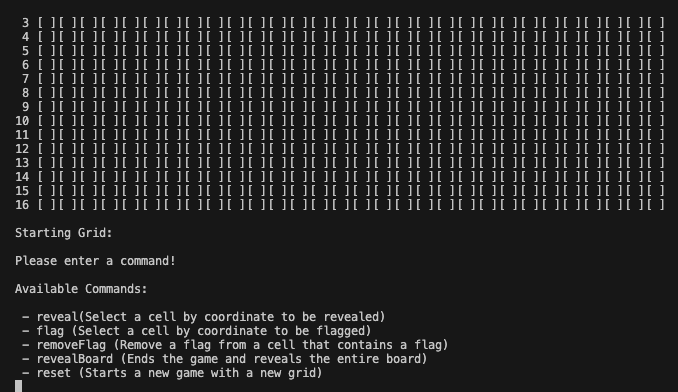 3 [ ][ ][ ][ ][ ][ ][ ][ ][ ][ ][ ][ ][ ][ ][ ][ ][ ][ ][ ][ ][ ][ ][ ][ ][ ][ ][ ][ ][ ][ ]
 4 [ ][ ][ ][ ][ ][ ][ ][ ][ ][ ][ ][ ][ ][ ][ ][ ][ ][ ][ ][ ][ ][ ][ ][ ][ ][ ][ ][ ][ ][ ]
 5 [ ][ ][ ][ ][ ][ ][ ][ ][ ][ ][ ][ ][ ][ ][ ][ ][ ][ ][ ][ ][ ][ ][ ][ ][ ][ ][ ][ ][ ][ ]
 6 [ ][ ][ ][ ][ ][ ][ ][ ][ ][ ][ ][ ][ ][ ][ ][ ][ ][ ][ ][ ][ ][ ][ ][ ][ ][ ][ ][ ][ ][ ]
 7 [ ][ ][ ][ ][ ][ ][ ][ ][ ][ ][ ][ ][ ][ ][ ][ ][ ][ ][ ][ ][ ][ ][ ][ ][ ][ ][ ][ ][ ][ ]
 8 [ ][ ][ ][ ][ ][ ][ ][ ][ ][ ][ ][ ][ ][ ][ ][ ][ ][ ][ ][ ][ ][ ][ ][ ][ ][ ][ ][ ][ ][ ]
 9 [ ][ ][ ][ ][ ][ ][ ][ ][ ][ ][ ][ ][ ][ ][ ][ ][ ][ ][ ][ ][ ][ ][ ][ ][ ][ ][ ][ ][ ][ ]
10 [ ][ ][ ][ ][ ][ ][ ][ ][ ][ ][ ][ ][ ][ ][ ][ ][ ][ ][ ][ ][ ][ ][ ][ ][ ][ ][ ][ ][ ][ ]
11 [ ][ ][ ][ ][ ][ ][ ][ ][ ][ ][ ][ ][ ][ ][ ][ ][ ][ ][ ][ ][ ][ ][ ][ ][ ][ ][ ][ ][ ][ ]
12 [ ][ ][ ][ ][ ][ ][ ][ ][ ][ ][ ][ ][ ][ ][ ][ ][ ][ ][ ][ ][ ][ ][ ][ ][ ][ ][ ][ ][ ][ ]
13 [ ][ ][ ][ ][ ][ ][ ][ ][ ][ ][ ][ ][ ][ ][ ][ ][ ][ ][ ][ ][ ][ ][ ][ ][ ][ ][ ][ ][ ][ ]
14 [ ][ ][ ][ ][ ][ ][ ][ ][ ][ ][ ][ ][ ][ ][ ][ ][ ][ ][ ][ ][ ][ ][ ][ ][ ][ ][ ][ ][ ][ ]
15 [ ][ ][ ][ ][ ][ ][ ][ ][ ][ ][ ][ ][ ][ ][ ][ ][ ][ ][ ][ ][ ][ ][ ][ ][ ][ ][ ][ ][ ][ ]
16 [ ][ ][ ][ ][ ][ ][ ][ ][ ][ ][ ][ ][ ][ ][ ][ ][ ][ ][ ][ ][ ][ ][ ][ ][ ][ ][ ][ ][ ][ ]
Starting Grid:
Please enter a command!
Available Commands:
 - reveal(Select a cell by coordinate to be revealed)
 - flag (Select a cell by coordinate to be flagged)
 - removeFlag (Remove a flag from a cell that contains a flag)
 - revealBoard (Ends the game and reveals the entire board)
 - reset (Starts a new game with a new grid)